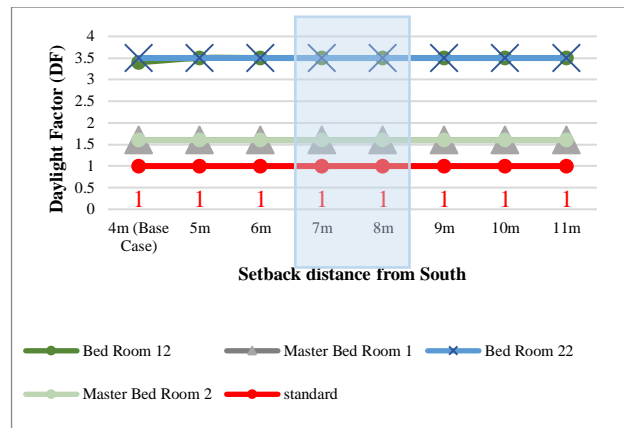 Daylight Factor (DF)
4
3.5
3
2.5
2
1.5
1
0.5
0
1 1 1 1 1 1 1 1
4m (Base Case) 5m 6m 7m 8m 9m 10m 11m
Setback distance from South
Bed Room 12 Master Bed Room 1 Bed Room 22
Master Bed Room 2 standard